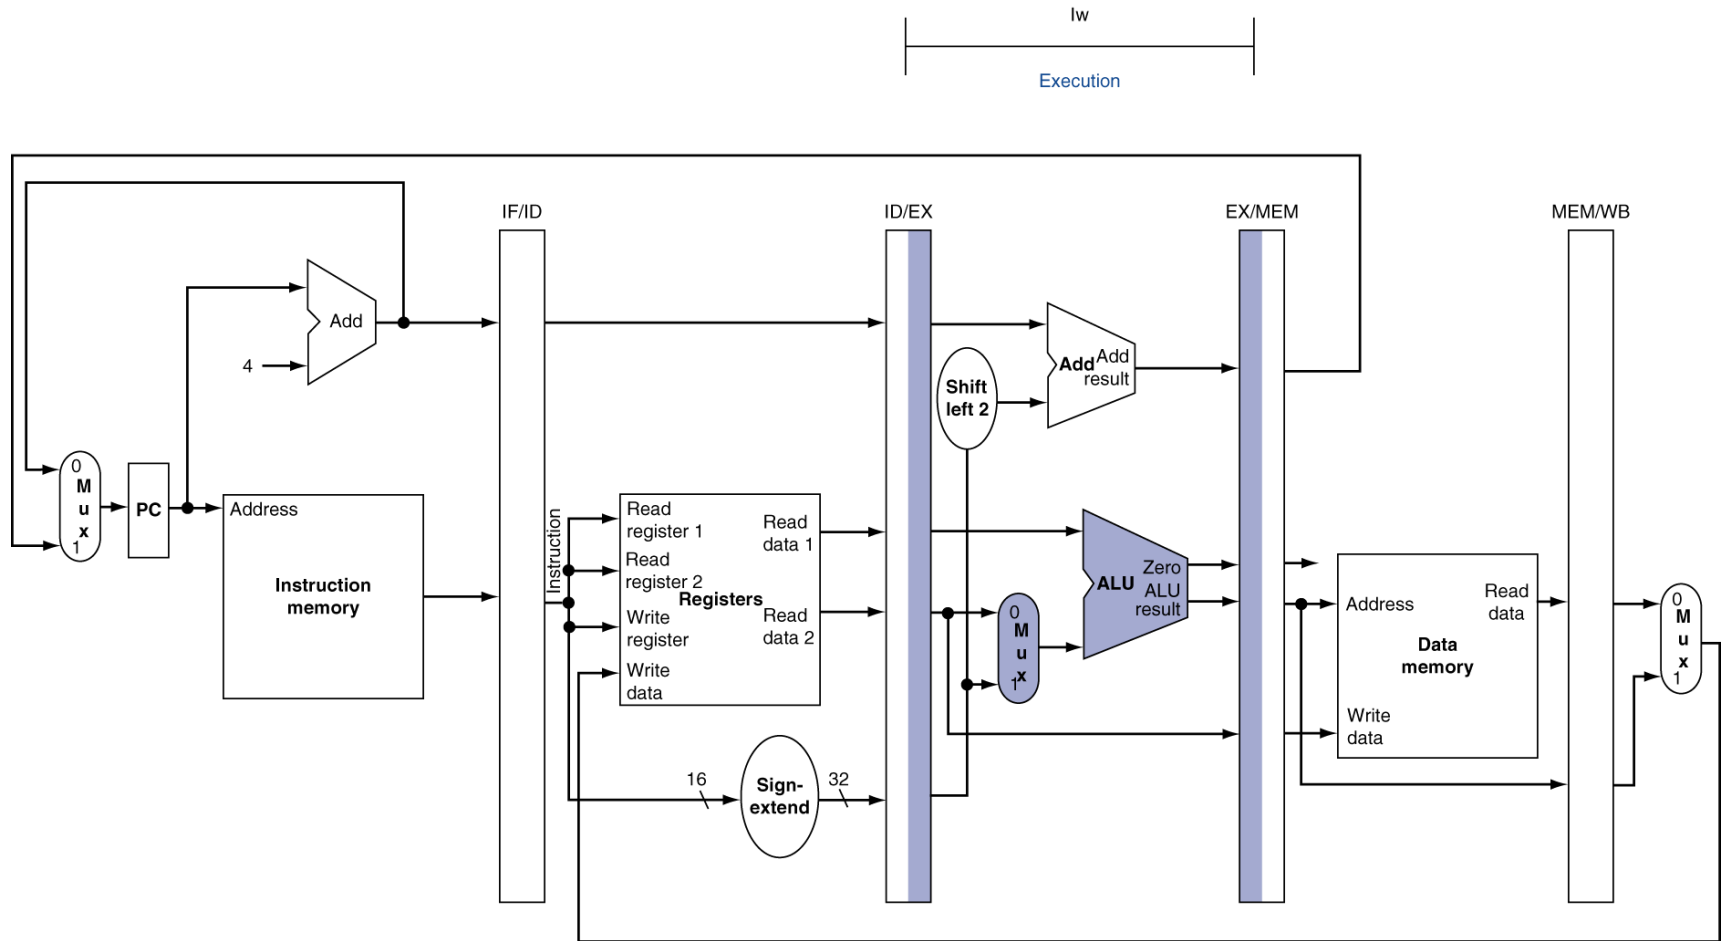 lw
Execution
IF/ID
ID/EX
EX/MEM
MEM/WB
Add
4
Add
Add
result
Shift
left 2
0
M
u
x
1
PC
Address
Instruction
memory
Instruction
Read
register 1
Read
register 2
Write
register
Write
data
Registers
Read
data 1
Read
data 2
16
Sign-
extend
32
0
M
u
x
1
ALU
Zero
ALU
result
Address
Read
data
Data
memory
Write
data
0
M
u
x
1